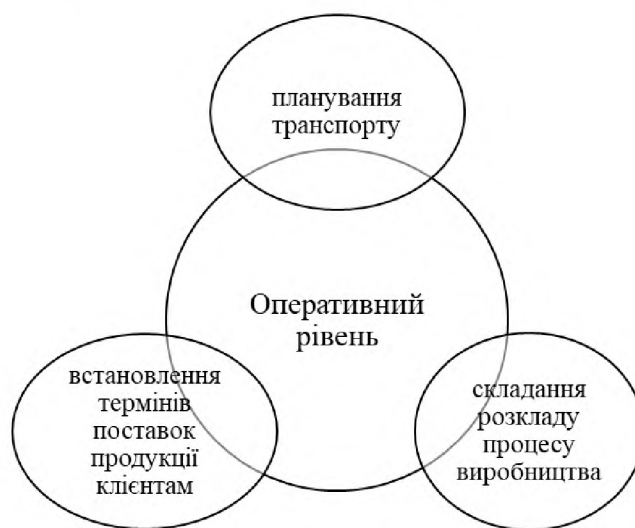 планування
транспорту
Оперативний
рівень
встановлення
термінів
поставок
продукції
клієнтам
складання
розкладу
процесу
виробництва